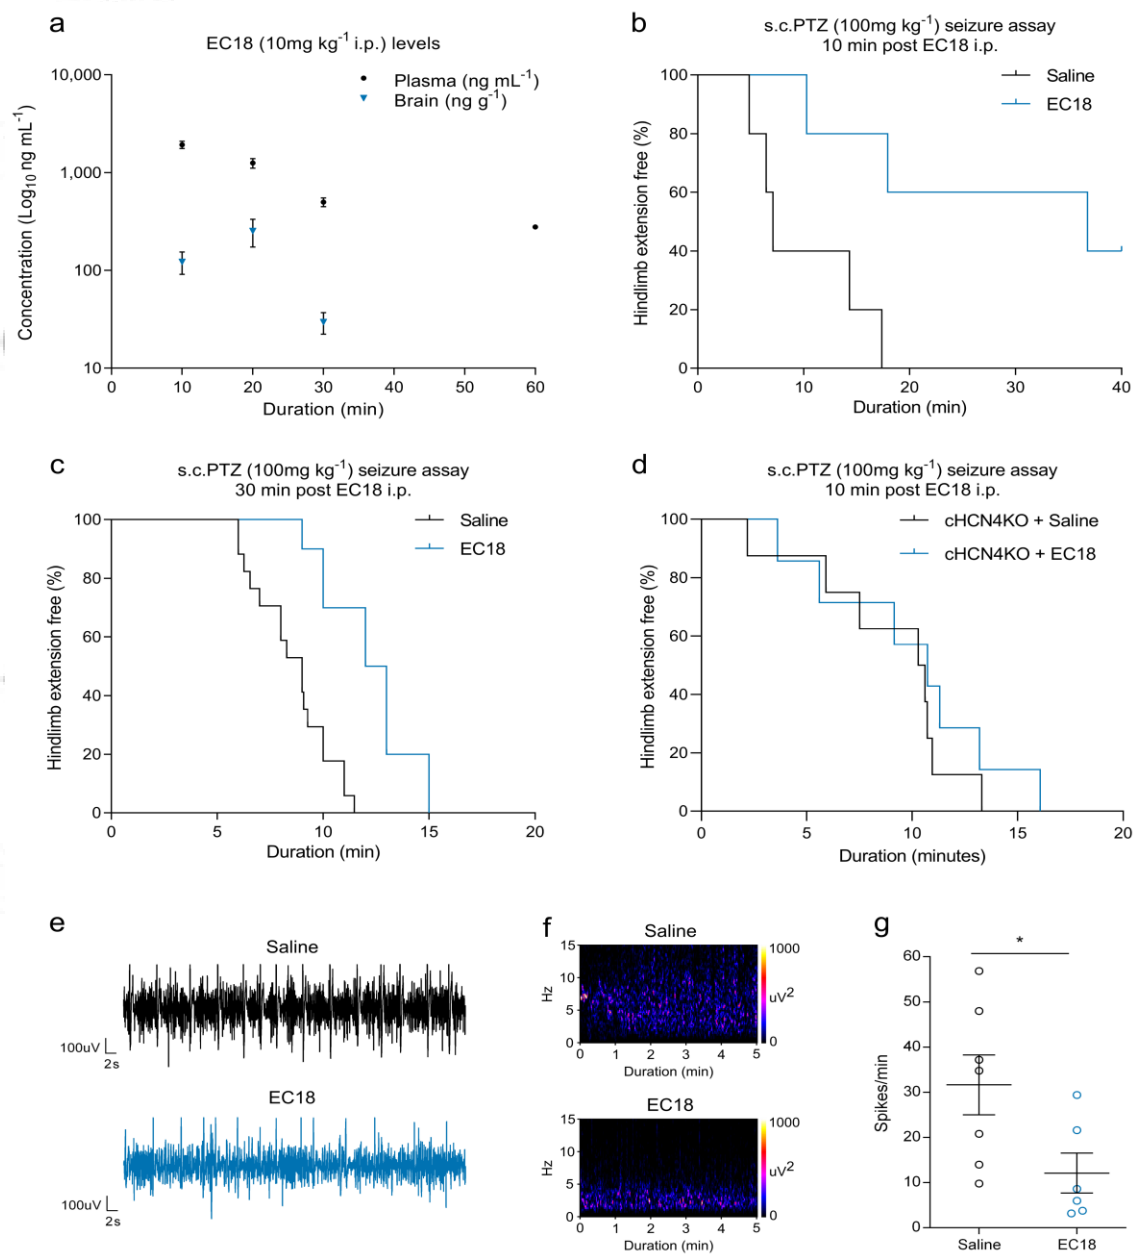 a
EC18 (10mg kg⁻¹ i.p.) levels
Plasma (ng mL⁻¹)
Brain (ng g⁻¹)
Concentration (Log₁₀ ng mL⁻¹)
10,000
1,000
100
10
0 10 20 30 40 50 60
Duration (min)
b
s.c.PTZ (100mg kg⁻¹) seizure assay
10 min post EC18 i.p.
Saline
EC18
Hindlimb extension free (%)
100
80
60
40
20
0
0 10 20 30 40
Duration (min)
c
s.c.PTZ (100mg kg⁻¹) seizure assay
30 min post EC18 i.p.
Saline
EC18
Hindlimb extension free (%)
100
80
60
40
20
0
0 5 10 15 20
Duration (min)
d
s.c.PTZ (100mg kg⁻¹) seizure assay
10 min post EC18 i.p.
cHCN4KO + Saline
cHCN4KO + EC18
Hindlimb extension free (%)
100
80
60
40
20
0
0 5 10 15 20
Duration (minutes)
e
Saline
100uV
2s
EC18
100uV
2s
f
Saline
Hz
15
10
5
0
0 1 2 3 4 5
Duration (min)
1000
uV²
0
EC18
Hz
15
10
5
0
0 1 2 3 4 5
Duration (min)
1000
uV²
0
g
*
Spikes/min
60
50
40
30
20
10
0
Saline EC18